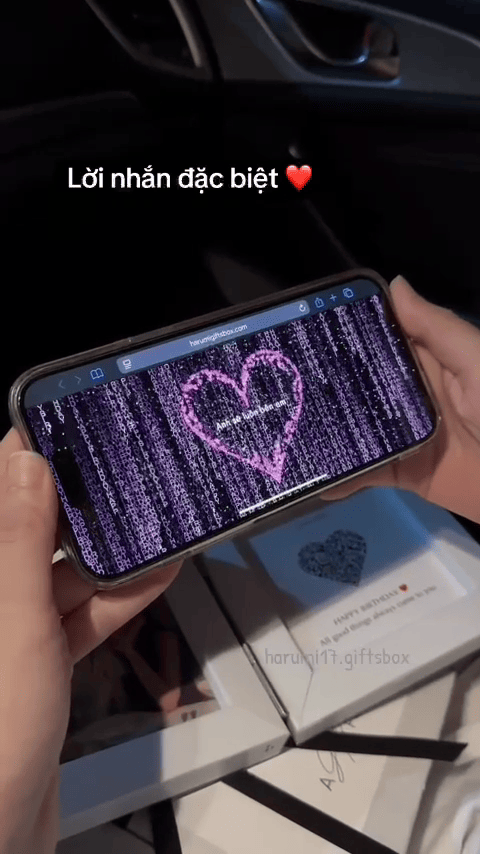 Lời nhắn đặc biệt ❤️
harumigiftsbox.com
Anh sẽ luôn bên em
HAPPY BIRTHDAY ❤️
All good things always come to you
harumi17.giftsbox